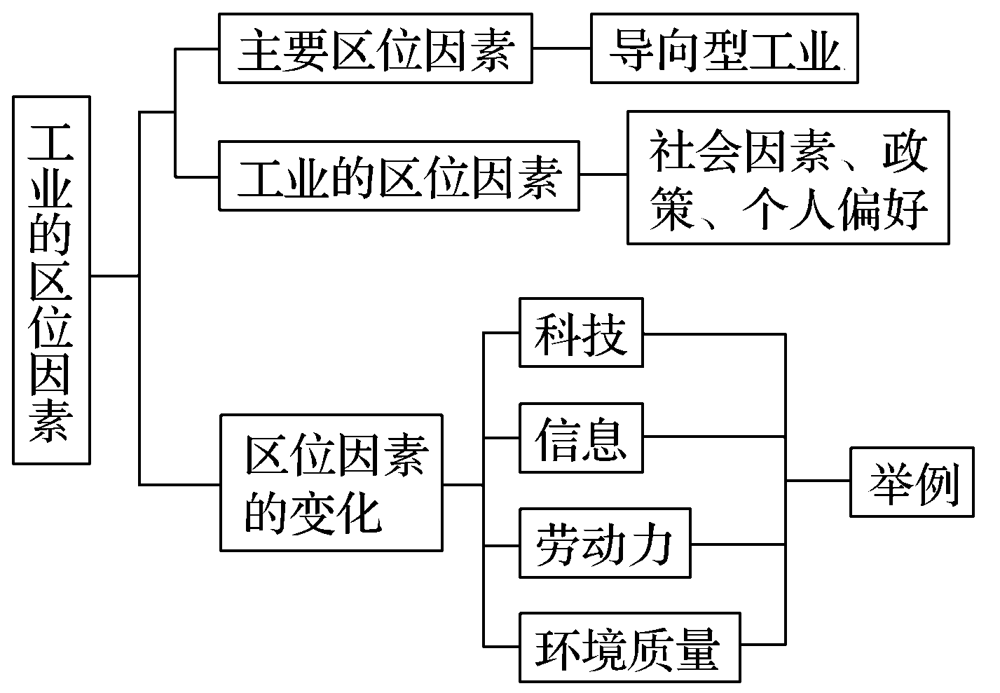 工业的区位因素
主要区位因素
导向型工业
工业的区位因素
社会因素、政
策、个人偏好
区位因素
的变化
科技
信息
劳动力
环境质量
举例